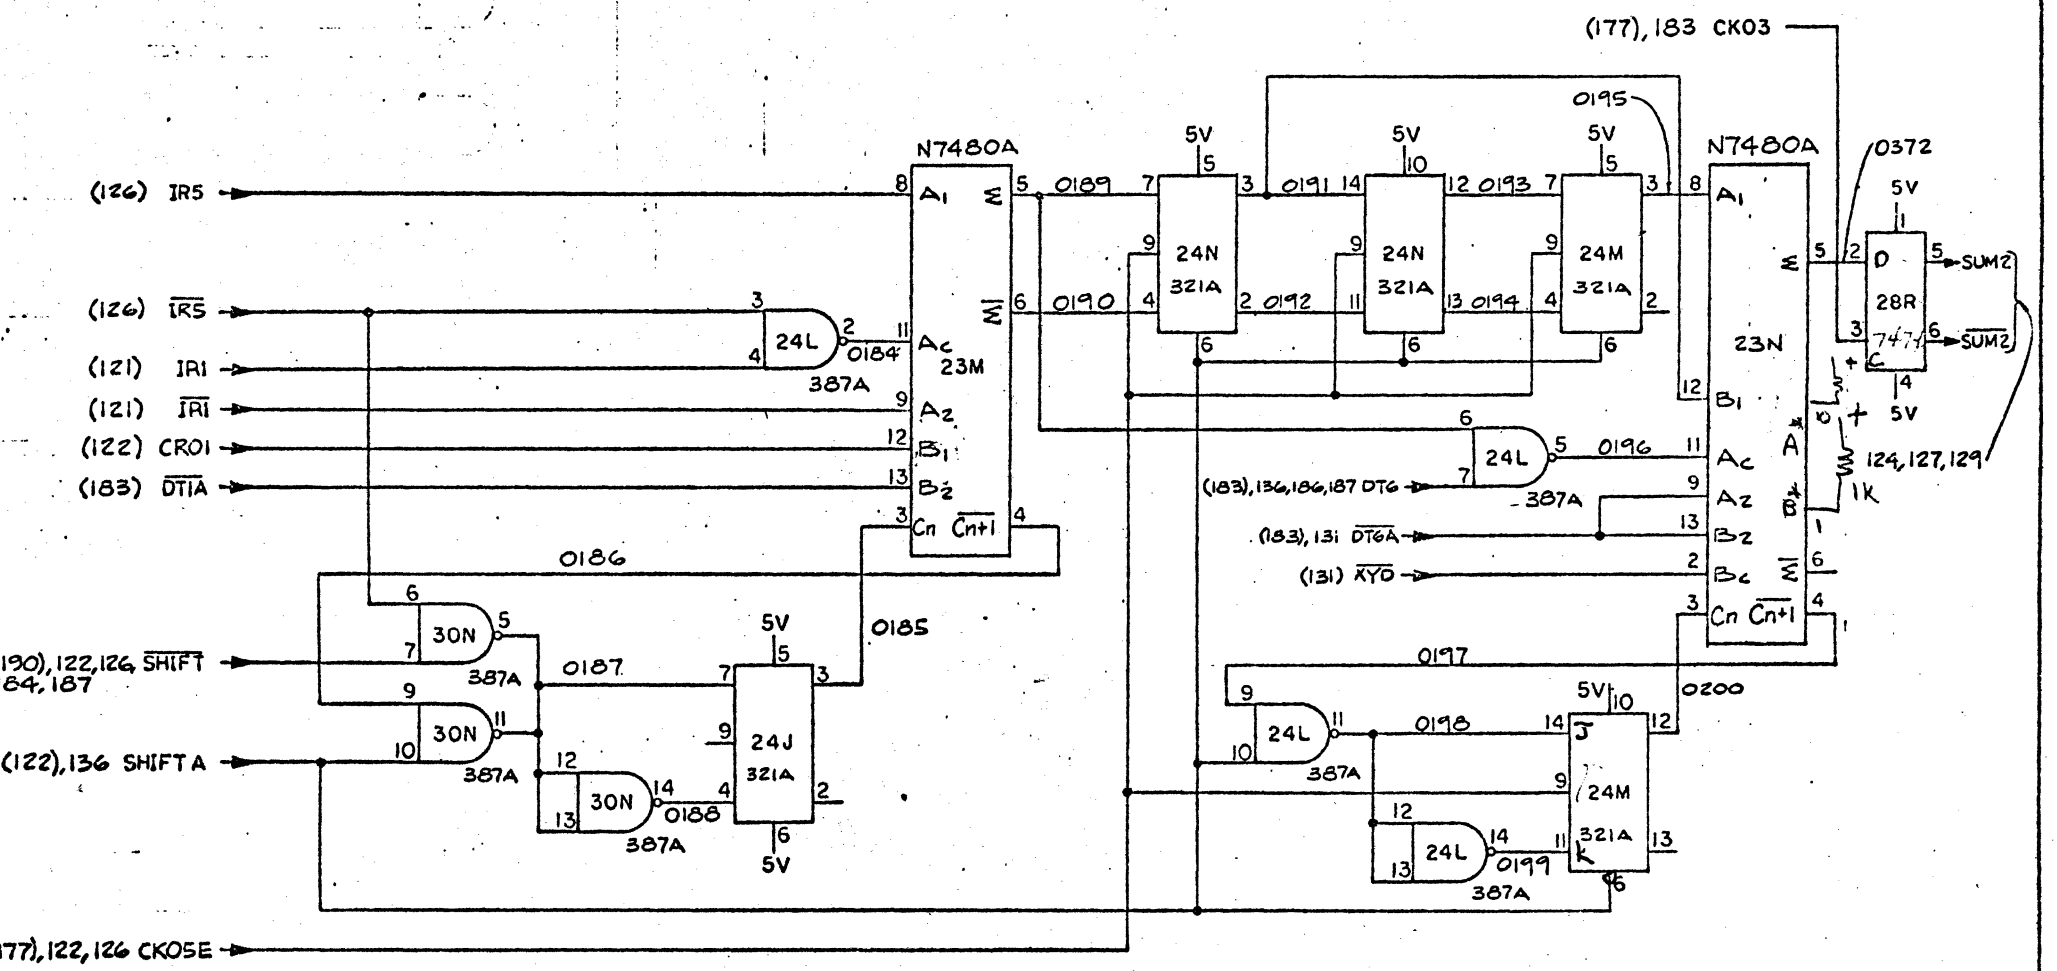 (177), 183 CK03
0195
N7480A
5V
5V
5V
N7480A
0372
5V
(126) IR5
8 A1 Σ 5 0189 7 5 3 0191 14 10 12 0193 7 5 3 8 A1
1
9 24N 321A
9 24N 321A
9 24M 321A
Σ 5 2 D 5 SUM2
28R
3 7474 C 6 SUM2
4
5V
(126) IR5
3
24L 2 11 Ac
0184
4
387A
23M
Σ 6 0190 4 2 0192 11 13 0194 4 2
6 6 6
23N
(121) IR1
(121) IR1 9 A2
12 B1
+
8 +
(122) CR01 12 B1
6
24L 5 0196 11 Ac
7
387A
A*
124, 127, 129
1K
(183) DT1A 13 B2
(183), 136, 186, 187 DT6
9 A2
B*
1
3 Cn Cn+1 4
(183), 131 DT6A 13 B2
0186
(131) XYD 2 Bc Σ 6
6
30N 5
7
387A
5V
5
0185
3 Cn Cn+1 4
190), 122, 126, SHIFT
84, 187
0187 7 3
0197
9
30N 11
10
387A
9 24J
321A
5V 10 0200
9
24L 11 0198 14 J 12
10
387A
(122), 136 SHIFT A
12
30N 14 0188 4 2
13
387A
6
5V
9 24M
321A
12
24L 14 0199 11 K 13
13
387A
6
177), 122, 126 CK05E